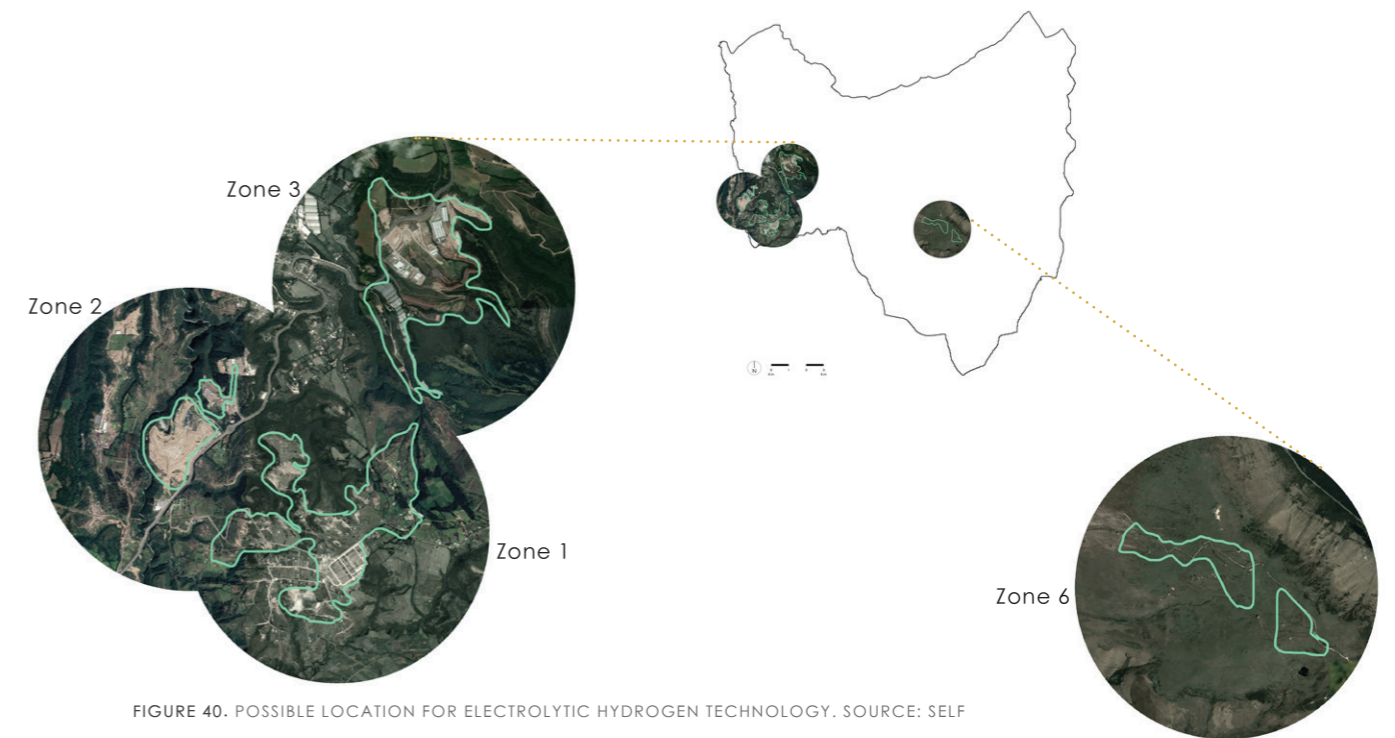 Zone 3
Zone 2
Zone 1
Zone 6
FIGURE 40. POSSIBLE LOCATION FOR ELECTROLYTIC HYDROGEN TECHNOLOGY. SOURCE: SELF